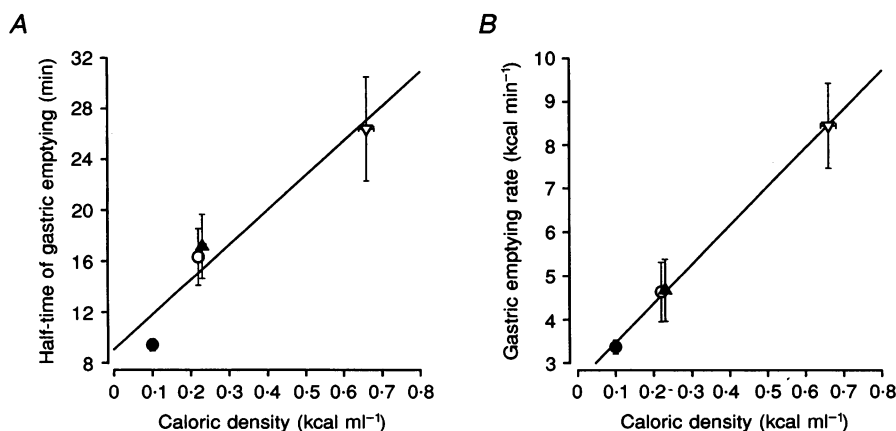 A
Half-time of gastric emptying (min)
32
28
24
20
16
12
8
0 0·1 0·2 0·3 0·4 0·5 0·6 0·7 0·8
Caloric density (kcal ml⁻¹)
B
Gastric emptying rate (kcal min⁻¹)
10
9
8
7
6
5
4
3
0 0·1 0·2 0·3 0·4 0·5 0·6 0·7 0·8
Caloric density (kcal ml⁻¹)